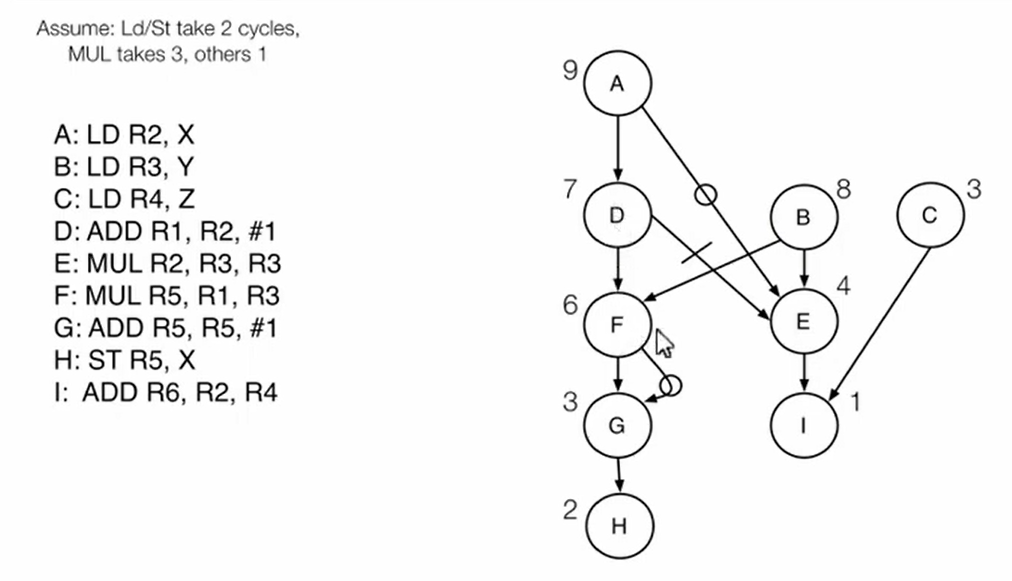 Assume: Ld/St take 2 cycles,
MUL takes 3, others 1
A: LD R2, X
B: LD R3, Y
C: LD R4, Z
D: ADD R1, R2, #1
E: MUL R2, R3, R3
F: MUL R5, R1, R3
G: ADD R5, R5, #1
H: ST R5, X
I: ADD R6, R2, R4
9 A
7 D
B 8
C 3
6 F
E 4
3 G
I 1
2 H